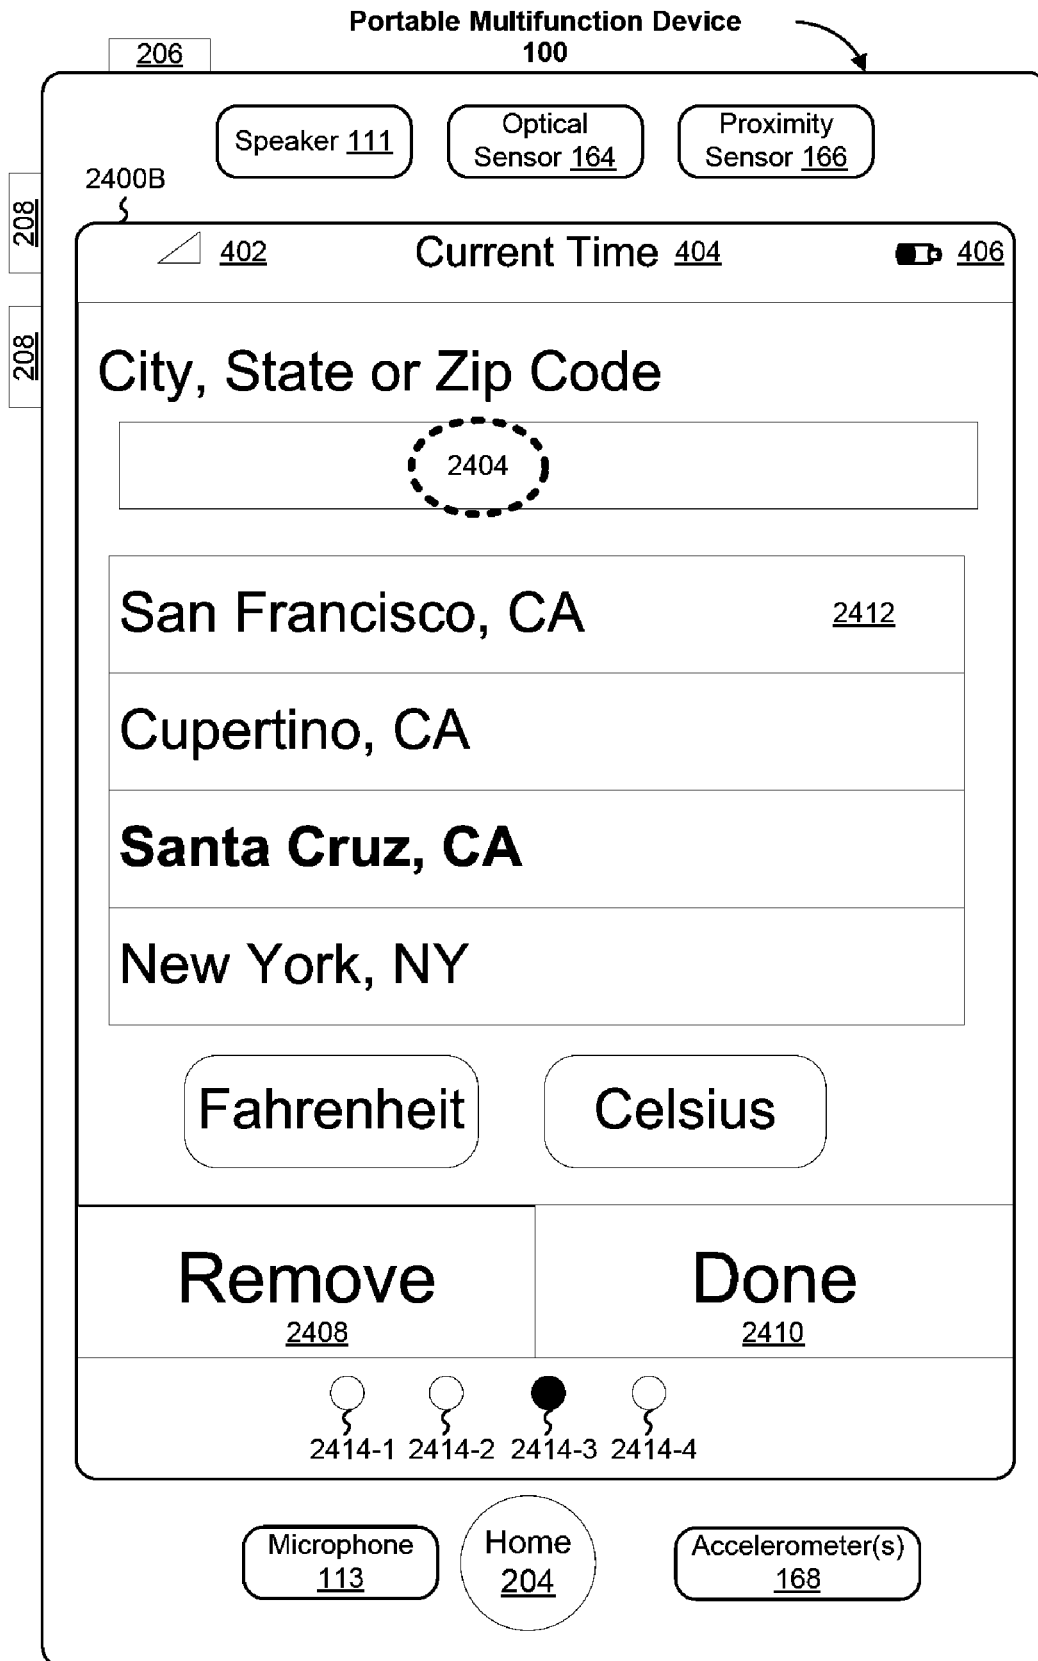 Portable Multifunction Device
100
206
Speaker 111
Optical
Sensor 164
Proximity
Sensor 166
2400B
208
208
402
Current Time 404
406
City, State or Zip Code
2404
San Francisco, CA
2412
Cupertino, CA
Santa Cruz, CA
New York, NY
Fahrenheit
Celsius
Remove
2408
Done
2410
2414-1 2414-2 2414-3 2414-4
Microphone
113
Home
204
Accelerometer(s)
168